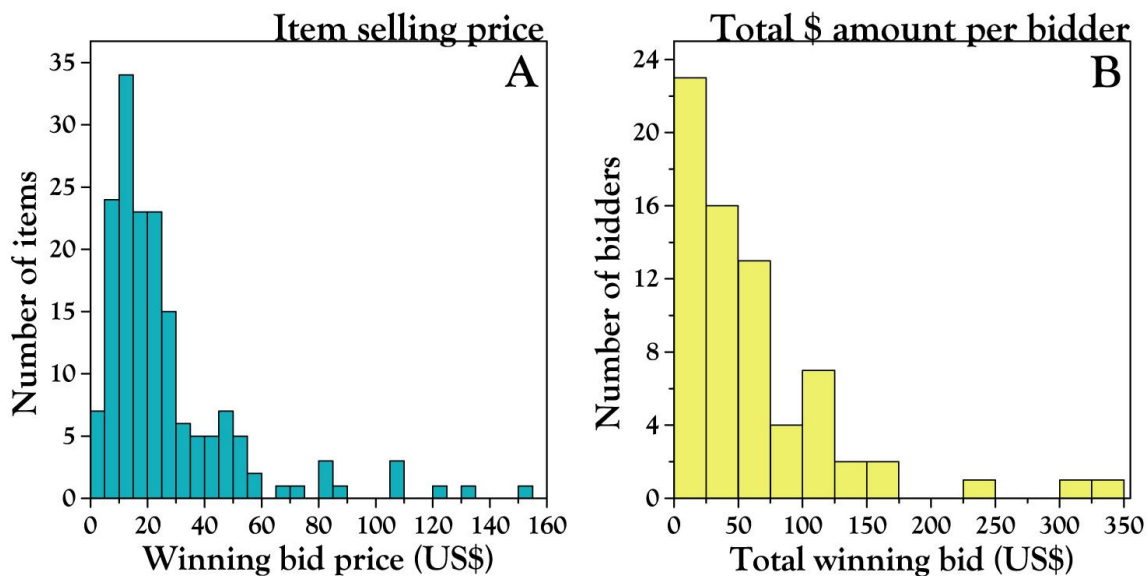 Item selling price
A
Number of items
35
30
25
20
15
10
5
0
0 20 40 60 80 100 120 140 160
Winning bid price (US$)
Total $ amount per bidder
B
Number of bidders
24
20
16
12
8
4
0
0 50 100 150 200 250 300 350
Total winning bid (US$)